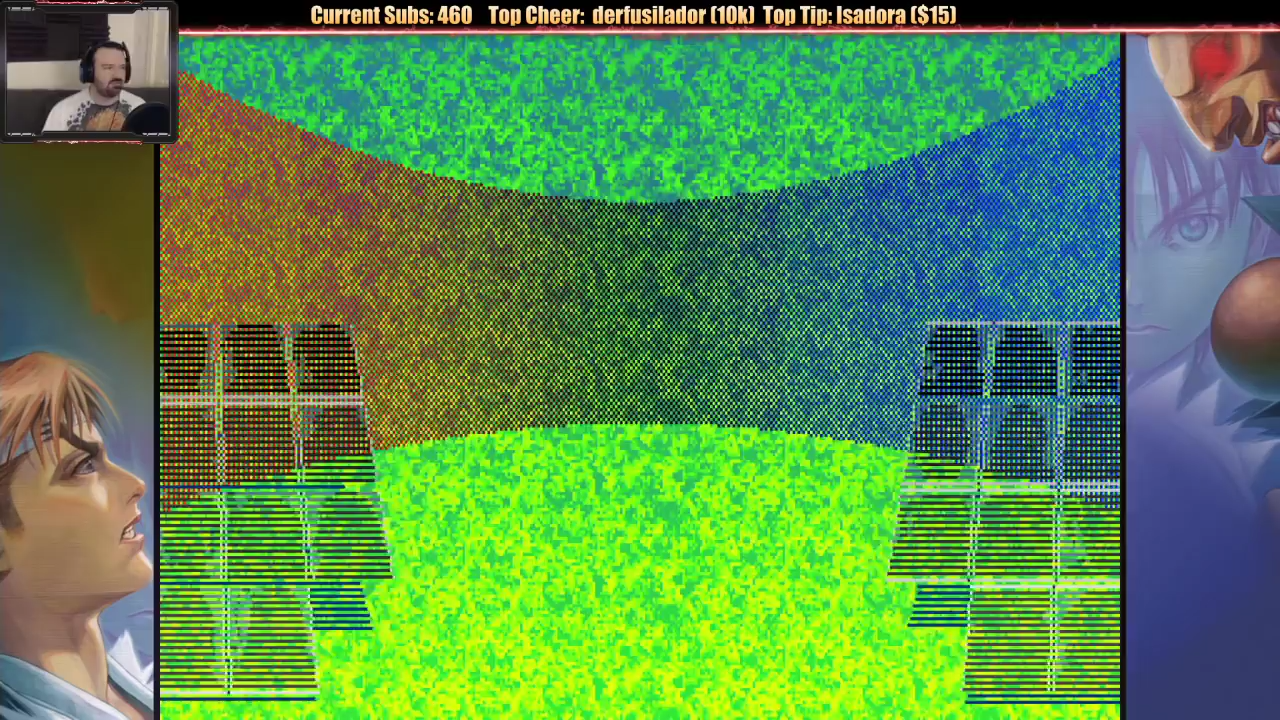 Current Subs: 460 Top Cheer: derfusilador (10k) Top Tip: Isadora ($15)